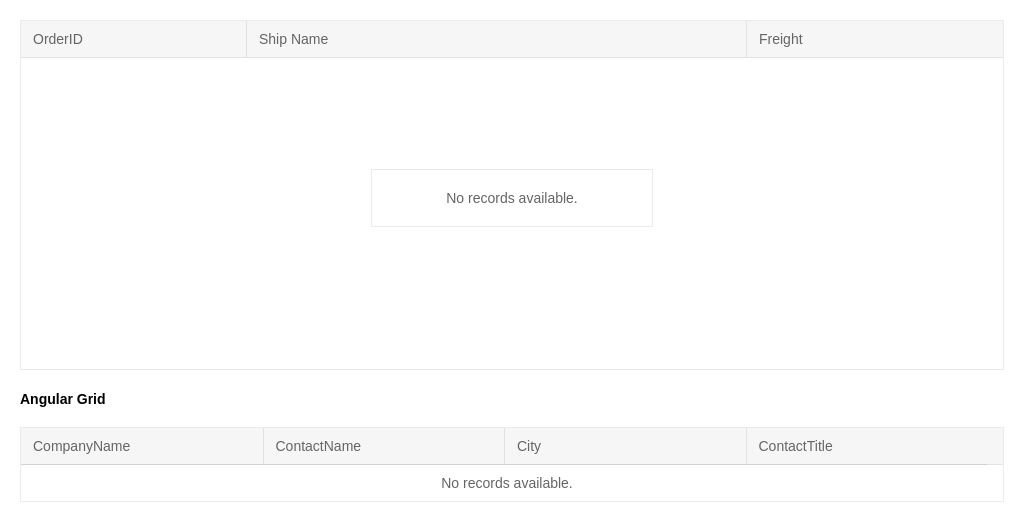 OrderID Ship Name Freight
No records available.
Angular Grid
CompanyName ContactName City ContactTitle
No records available.